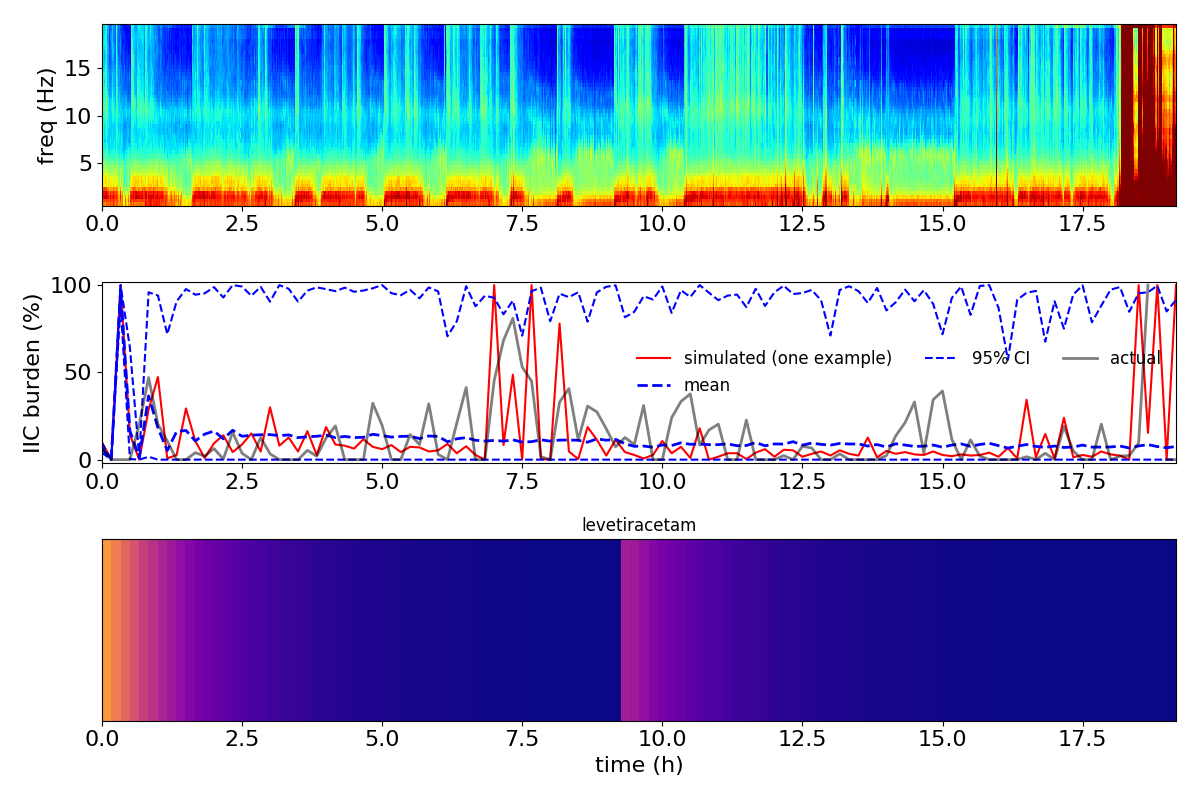 freq (Hz)
15
10
5
0.0 2.5 5.0 7.5 10.0 12.5 15.0 17.5
IIC burden (%)
100
50
0
simulated (one example) 95% CI actual
mean
0.0 2.5 5.0 7.5 10.0 12.5 15.0 17.5
levetiracetam
0.0 2.5 5.0 7.5 10.0 12.5 15.0 17.5
time (h)